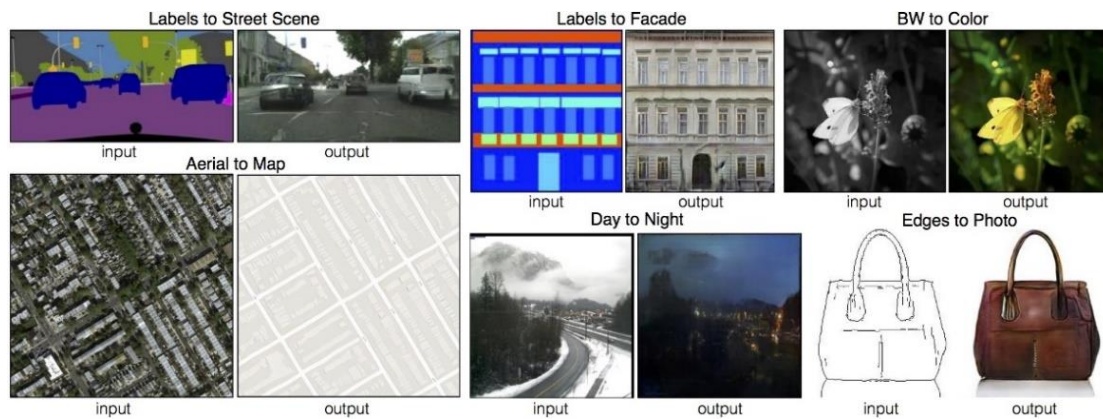 Labels to Street Scene
input
output
Aerial to Map
input
output
Labels to Facade
input
output
BW to Color
input
output
Day to Night
input
output
Edges to Photo
input
output